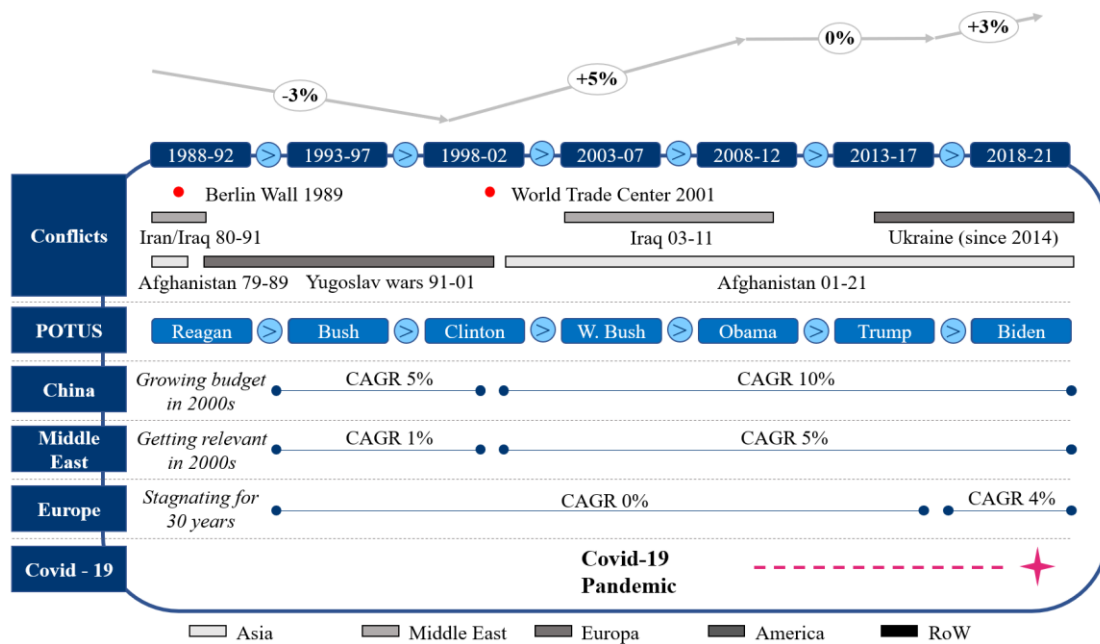 -3%
+5%
0%
+3%
1988-92 > 1993-97 > 1998-02 > 2003-07 > 2008-12 > 2013-17 > 2018-21
Conflicts
Berlin Wall 1989
World Trade Center 2001
Iran/Iraq 80-91
Iraq 03-11
Ukraine (since 2014)
Afghanistan 79-89
Yugoslav wars 91-01
Afghanistan 01-21
POTUS
Reagan > Bush > Clinton > W. Bush > Obama > Trump > Biden
China
Growing budget
in 2000s
CAGR 5%
CAGR 10%
Middle
East
Getting relevant
in 2000s
CAGR 1%
CAGR 5%
Europe
Stagnating for
30 years
CAGR 0%
CAGR 4%
Covid - 19
Covid-19
Pandemic
Asia
Middle East
Europa
America
RoW